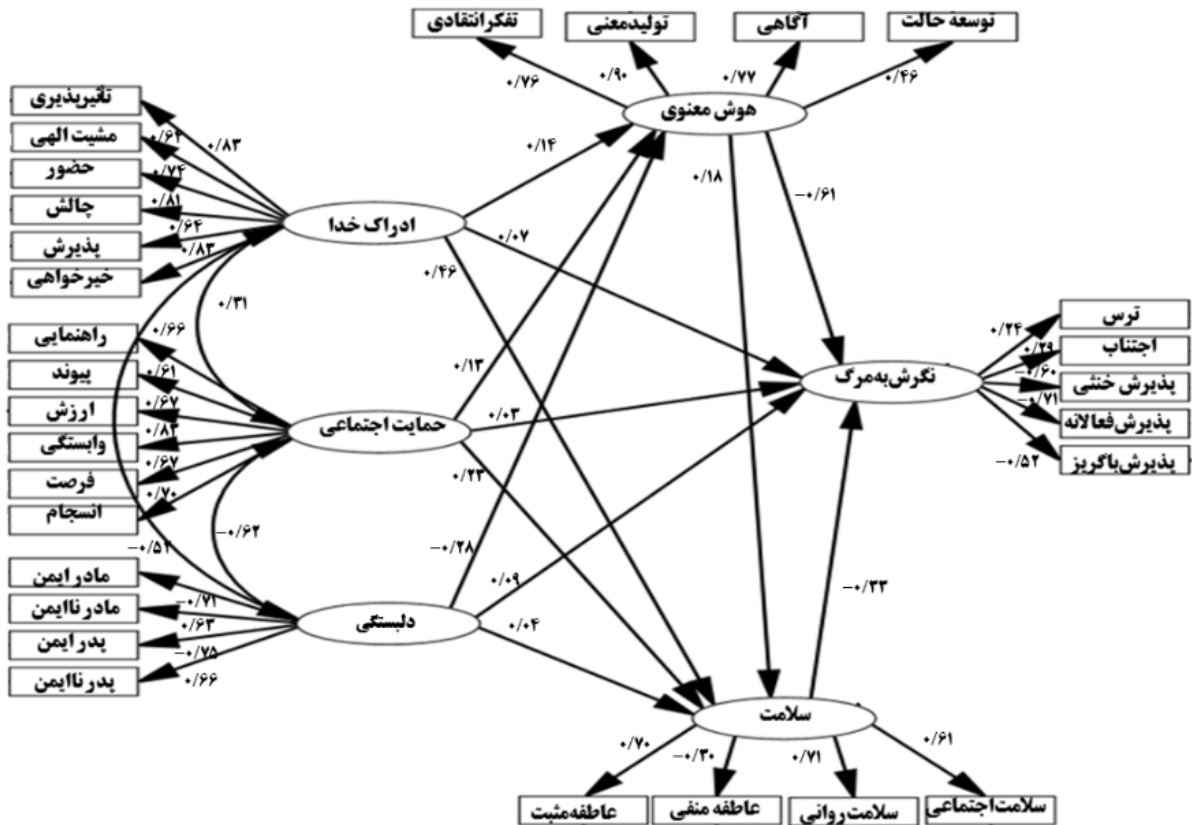 تفکرانتقادی
تولیدمعنی
آگاهی
توسعهٔ حالت
۰/۷۶
۰/۹۰
۰/۷۷
۰/۴۶
هوش معنوی
تأثیرپذیری
مشیت الهی
حضور
چالش
پذیرش
خیرخواهی
۰/۸۳
۰/۷۴
۰/۸۱
۰/۶۴
۰/۸۳
ادراک خدا
۰/۱۴
۰/۰۷
۰/۴۶
۰/۱۸
−۰/۶۱
۰/۳۱
راهنمایی
پیوند
ارزش
وابستگی
فرصت
انسجام
۰/۶۶
۰/۶۱
۰/۶۷
۰/۶۷
۰/۷۰
حمایت اجتماعی
۰/۱۳
۰/۰۳
۰/۲۳
نگرش به مرگ
۰/۲۴
۰/۲۹
−۰/۶۰
−۰/۷۱
−۰/۵۲
ترس
اجتناب
پذیرش خنثی
پذیرش فعالانه
پذیرش باگریز
−۰/۶۲
مادر ایمن
مادر ناایمن
پدر ایمن
پدر ناایمن
−۰/۷۱
۰/۶۳
−۰/۷۵
۰/۶۶
دلبستگی
−۰/۲۸
۰/۰۹
۰/۰۴
−۰/۳۳
سلامت
۰/۷۰
−۰/۳۰
۰/۷۱
۰/۶۱
عاطفه مثبت
عاطفه منفی
سلامت روانی
سلامت اجتماعی